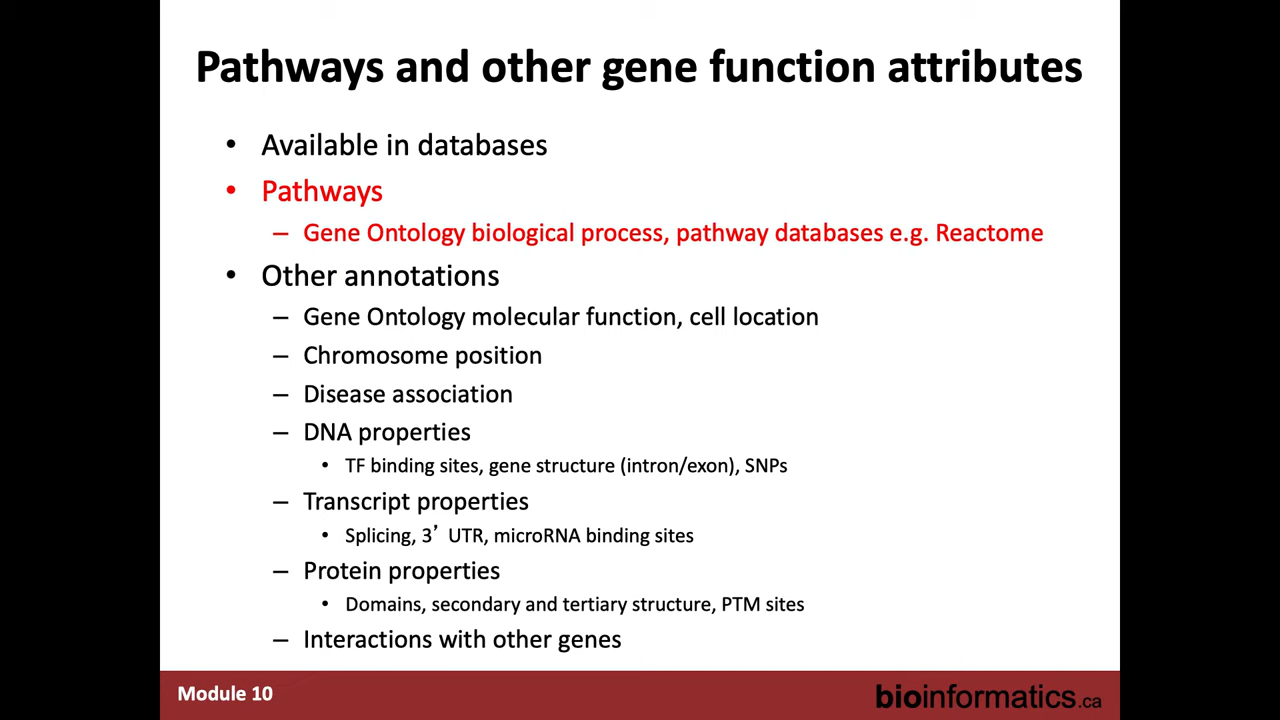 Pathways and other gene function attributes
• Available in databases
• Pathways
– Gene Ontology biological process, pathway databases e.g. Reactome
• Other annotations
– Gene Ontology molecular function, cell location
– Chromosome position
– Disease association
– DNA properties
• TF binding sites, gene structure (intron/exon), SNPs
– Transcript properties
• Splicing, 3’ UTR, microRNA binding sites
– Protein properties
• Domains, secondary and tertiary structure, PTM sites
– Interactions with other genes
Module 10
bioinformatics.ca